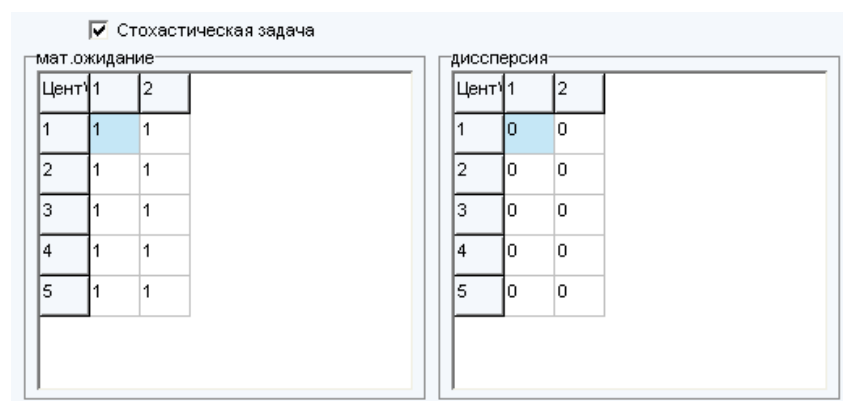 Стохастическая задача
мат.ожидание
Цент\ 1 2
1 1 1
2 1 1
3 1 1
4 1 1
5 1 1
диссперсия
Цент\ 1 2
1 0 0
2 0 0
3 0 0
4 0 0
5 0 0